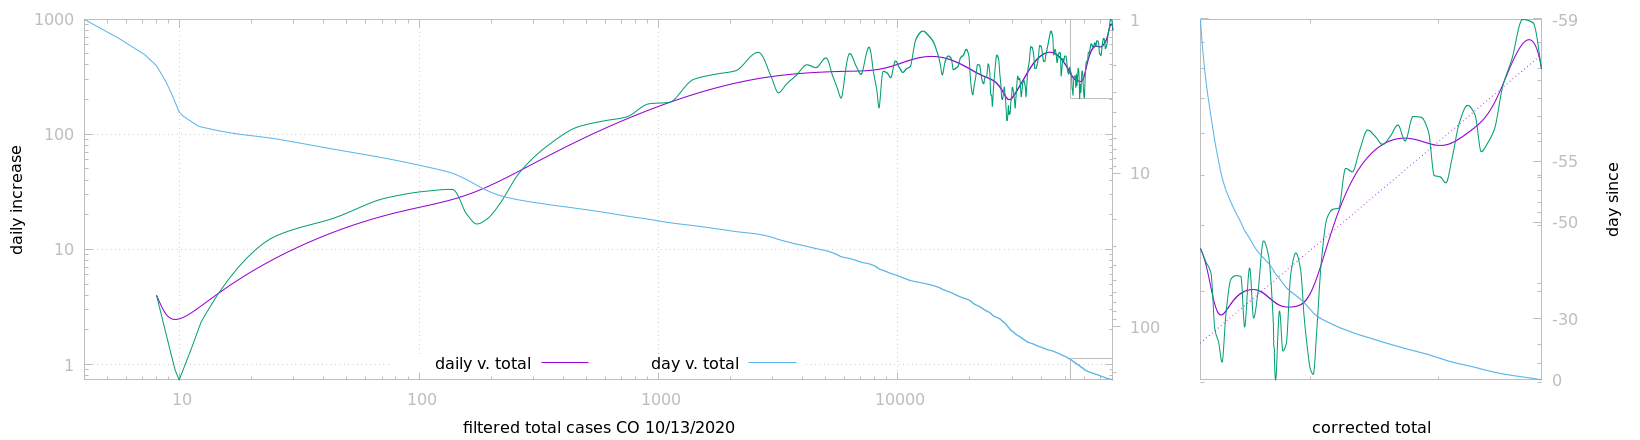 1000
100
10
1
daily increase
10
100
1000
10000
filtered total cases CO 10/13/2020
daily v. total
day v. total
1
10
100
-59
-55
-50
-30
0
day since
corrected total